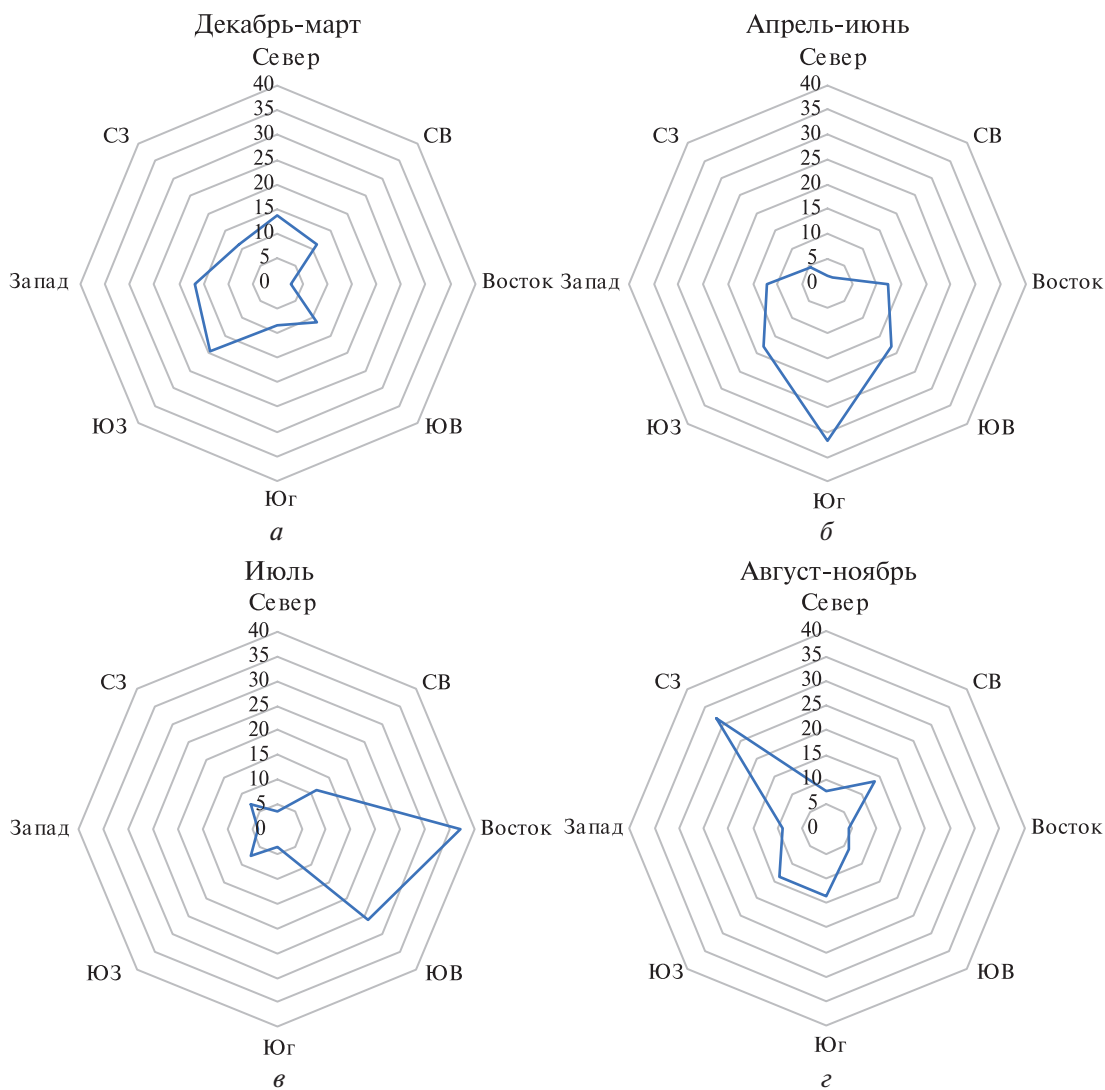 Декабрь-март
Север
40
35
30
25
20
15
10
5
0
СЗ
СВ
Запад
Восток
ЮЗ
ЮВ
Юг
а
Апрель-июнь
Север
40
35
30
25
20
15
10
5
0
СЗ
СВ
Запад
Восток
ЮЗ
ЮВ
Юг
б
Июль
Север
40
35
30
25
20
15
10
5
0
СЗ
СВ
Запад
Восток
ЮЗ
ЮВ
Юг
в
Август-ноябрь
Север
40
35
30
25
20
15
10
5
0
СЗ
СВ
Запад
Восток
ЮЗ
ЮВ
Юг
г